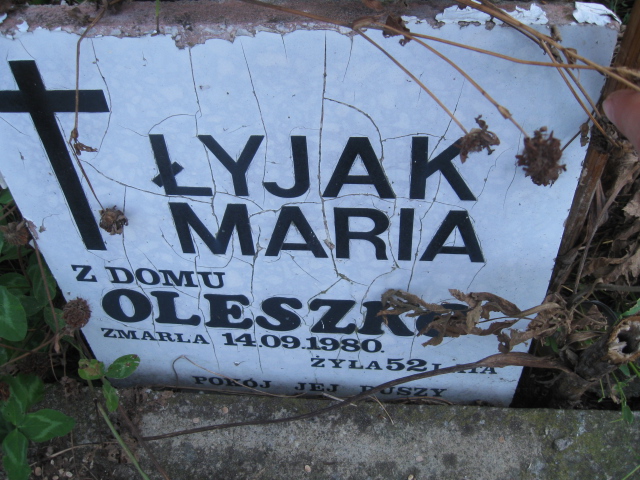 ŁYJAK
MARIA
Z DOMU
ZMARŁA 14.09.1980.
ŻYŁA 52 LATA
POKÓJ JEJ DUSZY